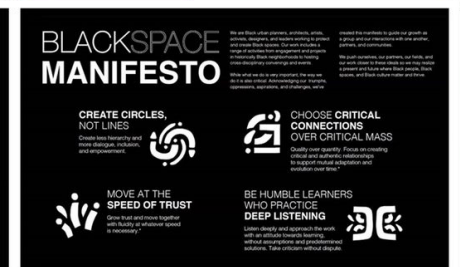 BLACKSPACE
MANIFESTO
We are Black urban planners, architects, artists,
activists, designers, and leaders working to protect
and create Black spaces. Our work includes a
range of activities from engagement and projects
in historically Black neighborhoods to hosting
cross-disciplinary convenings and events.
While what we do is very important, the way we
do it is also critical. Acknowledging our triumphs,
oppressions, aspirations, and challenges, we've
created this manifesto to guide our growth as
a group and our interactions with one another,
partners, and communities.
We push ourselves, our partners, our fields, and
our work closer to these ideals so we may realize
a present and future where Black people, Black
spaces, and Black culture matter and thrive.
CREATE CIRCLES,
NOT LINES
Create less hierarchy and
more dialogue, inclusion,
and empowerment.
CHOOSE CRITICAL
CONNECTIONS
OVER CRITICAL MASS
Quality over quantity. Focus on creating
critical and authentic relationships
to support mutual adaptation and
evolution over time.*
MOVE AT THE
SPEED OF TRUST
Grow trust and move together
with fluidity at whatever speed
is necessary.*
BE HUMBLE LEARNERS
WHO PRACTICE
DEEP LISTENING
Listen deeply and approach the work
with an attitude towards learning,
without assumptions and predetermined
solutions. Take criticism without dispute.